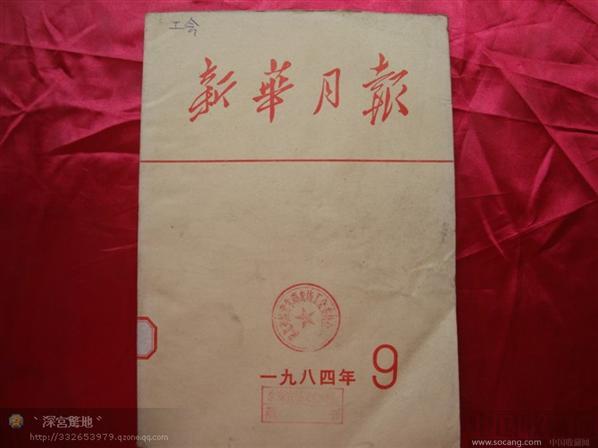 工会
新華月報
一九八四年 9
、深宫蓙地°
http://332653979.qzone.qq.com
www.socang.com 中国收藏网